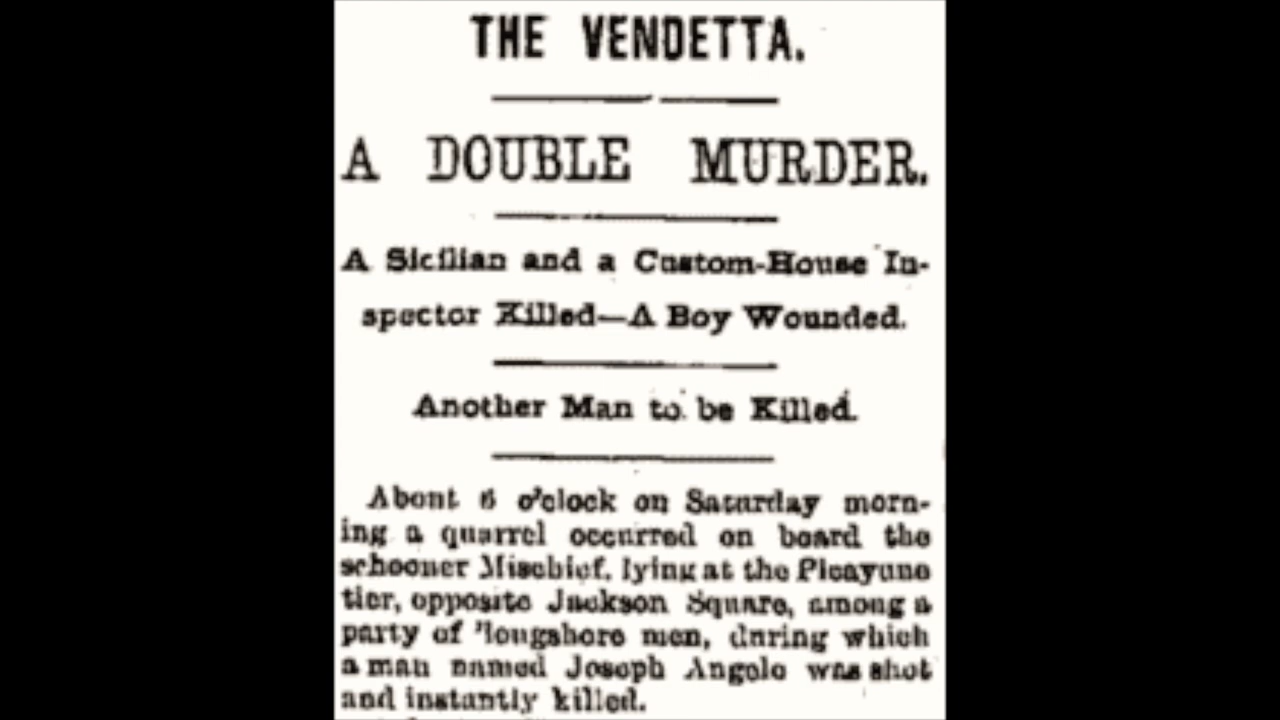 THE VENDETTA.
A DOUBLE MURDER.
A Sicilian and a Custom-House In-
spector Killed—A Boy Wounded.
Another Man to be Killed.
About 6 o'clock on Saturday morn-
ing a quarrel occurred on board the
schooner Mischief, lying at the Picayune
tier, opposite Jackson Square, among a
party of 'longshore men, during which
a man named Joseph Angelo was shot
and instantly killed.